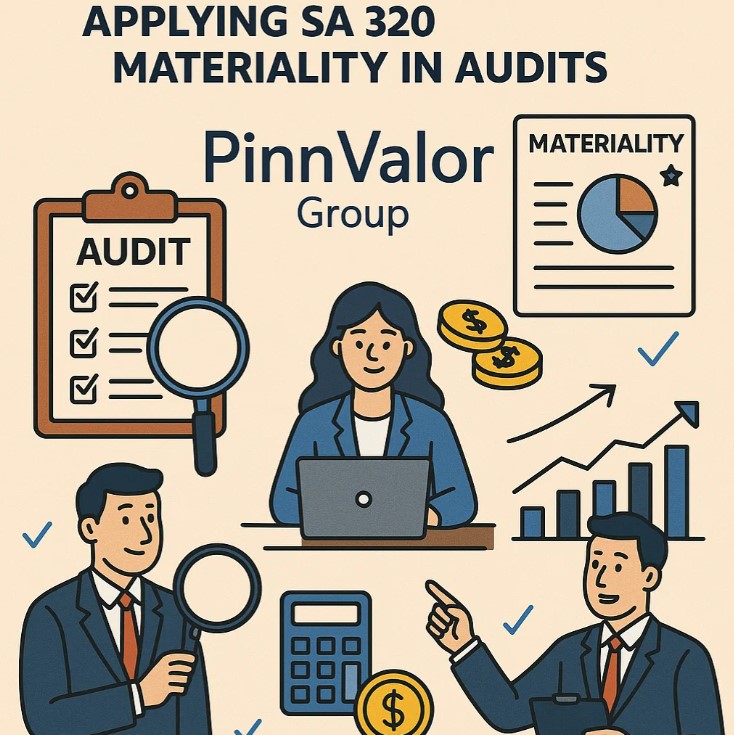 APPLYING SA 320
MATERIALITY IN AUDITS
PinnValor
Group
MATERIALITY
AUDIT
$
$
$